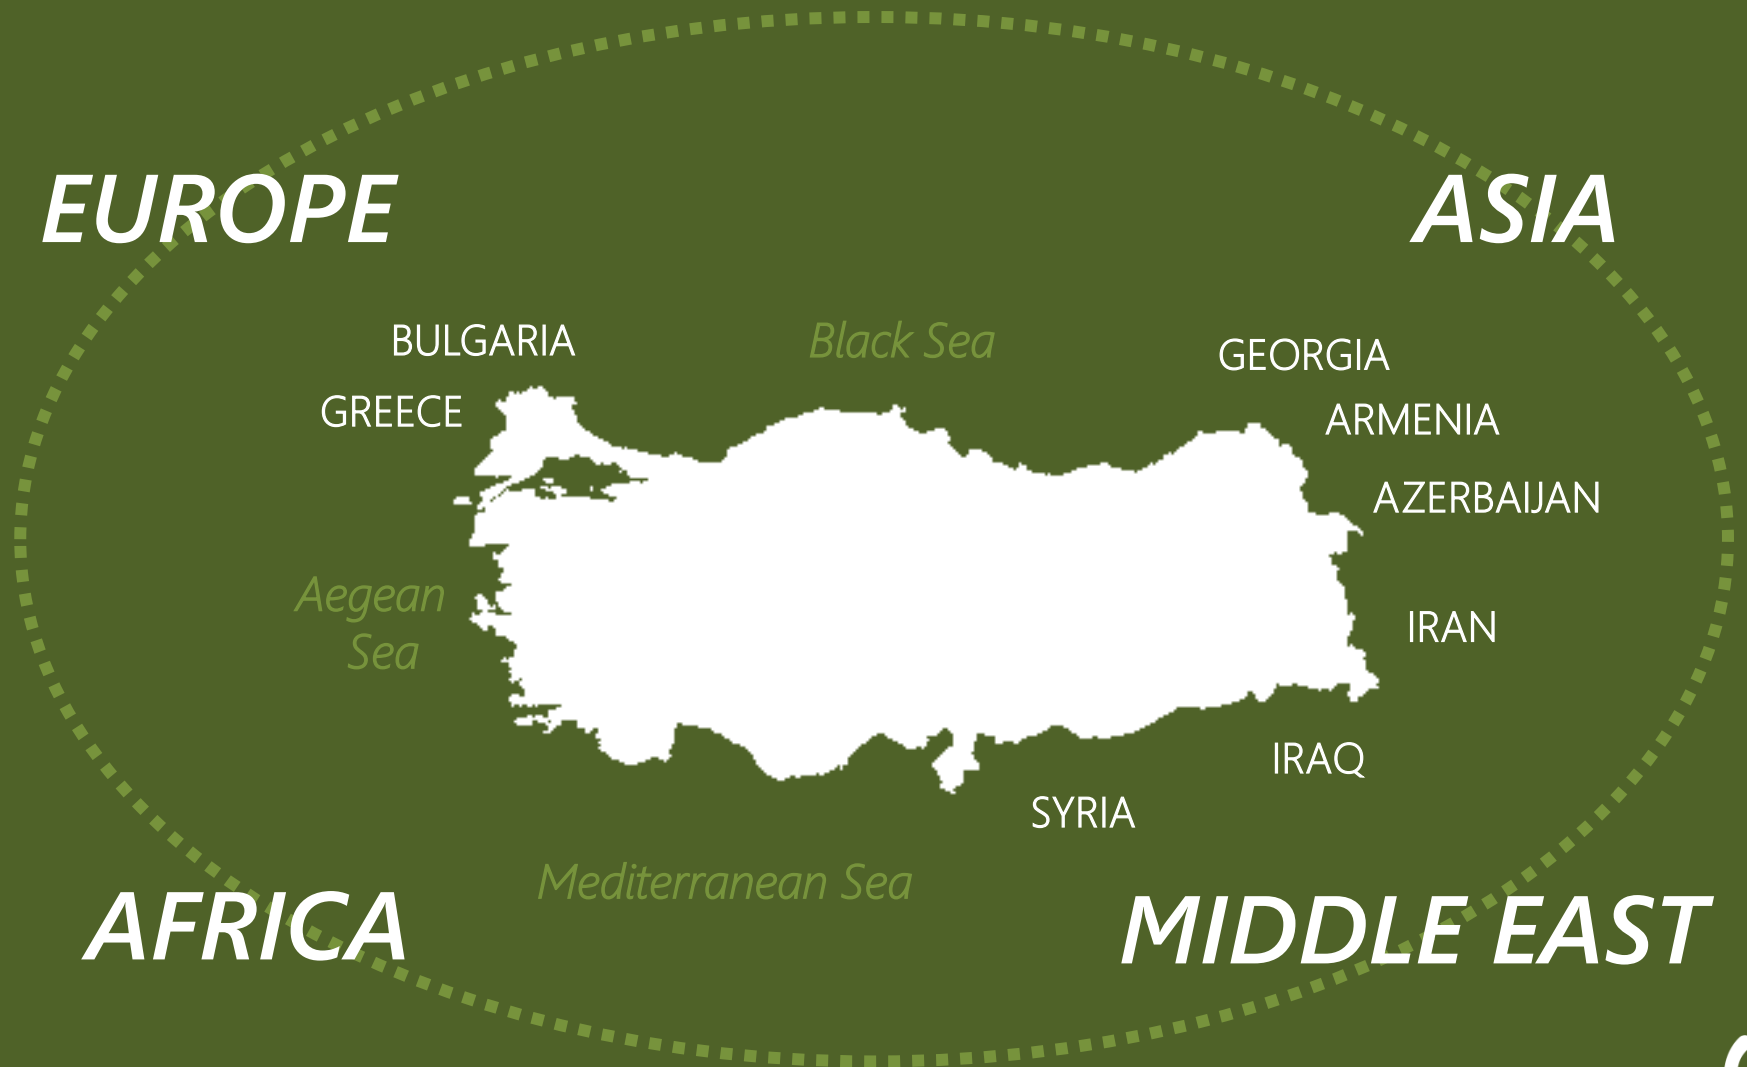 EUROPE
ASIA
BULGARIA
Black Sea
GEORGIA
GREECE
ARMENIA
AZERBAIJAN
Aegean
Sea
IRAN
IRAQ
SYRIA
Mediterranean Sea
AFRICA
MIDDLE EAST